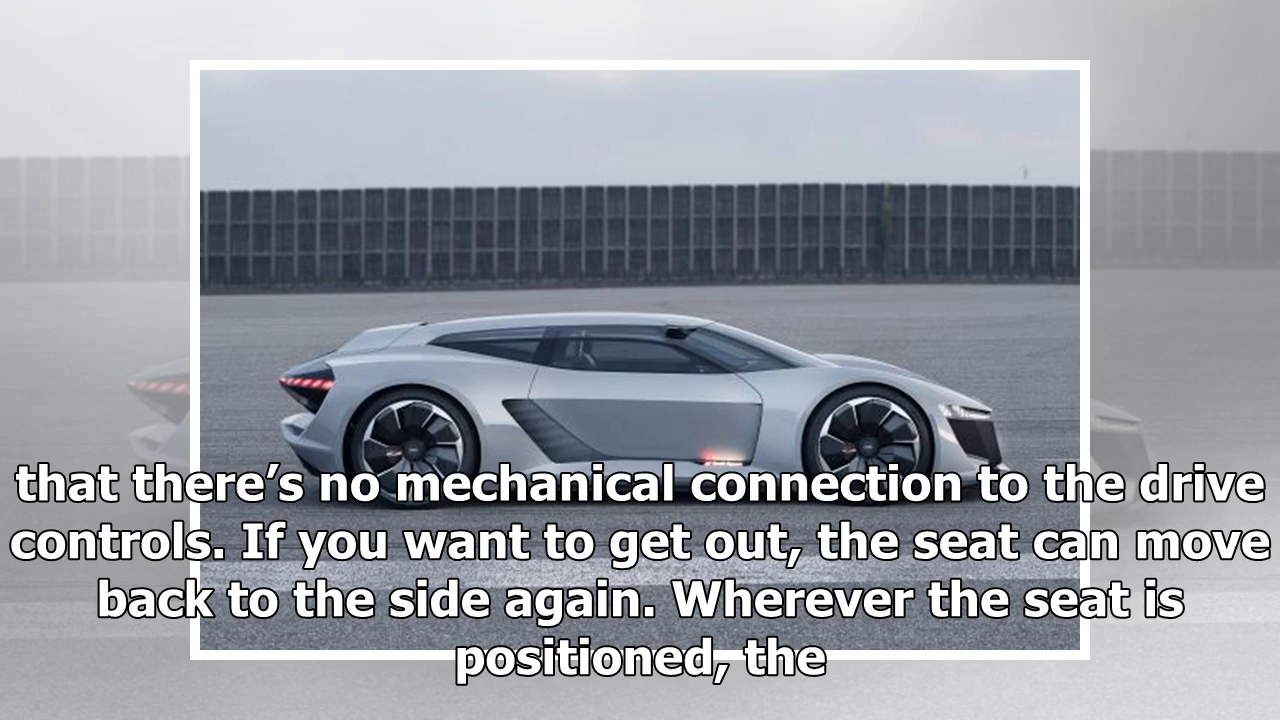 that there’s no mechanical connection to the drive
controls. If you want to get out, the seat can move
back to the side again. Wherever the seat is
positioned, the